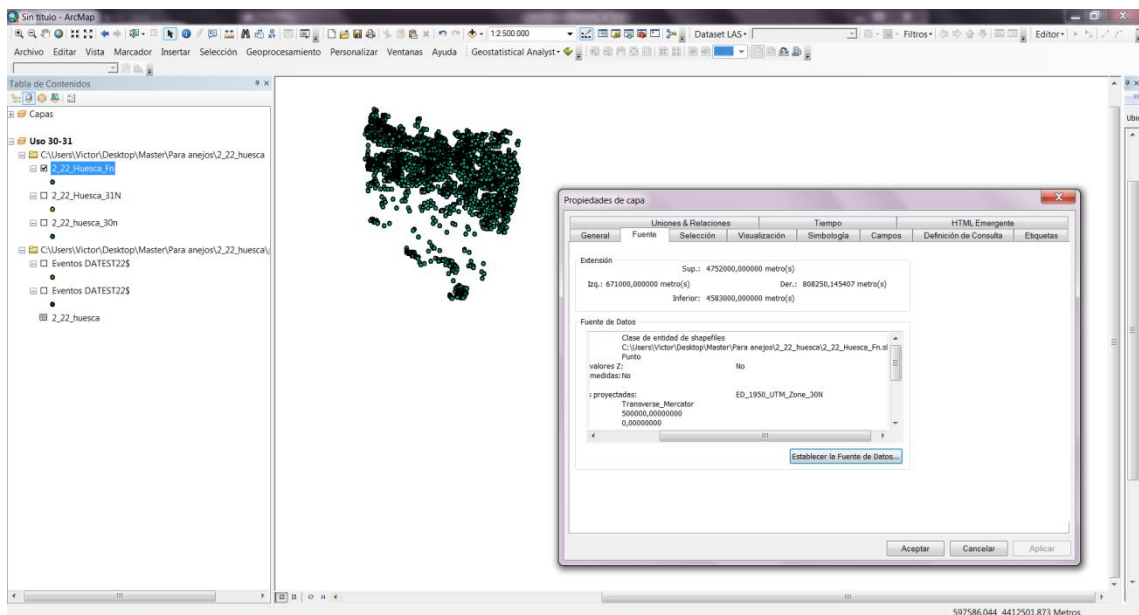 Sin título - ArcMap
1:2.500.000
Dataset LAS
Filtros
Editor
Archivo Editar Vista Marcador Insertar Selección Geoprocesamiento Personalizar Ventanas Ayuda Geostatistical Analyst
Tabla de Contenidos
Capas
Uso 30-31
C:\Users\Victor\Desktop\Master\Para anejos\2_22_huesca
2_22_Huesca_Fn
2_22_Huesca_31N
2_22_huesca_30n
C:\Users\Victor\Desktop\Master\Para anejos\2_22_huesca\
Eventos DATEST22$
Eventos DATEST22$
2_22_huesca
Ubi
Propiedades de capa
Uniones & Relaciones Tiempo HTML Emergente
General Fuente Selección Visualización Simbología Campos Definición de Consulta Etiquetas
Extensión
Sup.: 4752000,000000 metro(s)
Izq.: 671000,000000 metro(s) Der.: 808250,145407 metro(s)
Inferior: 4583000,000000 metro(s)
Fuente de Datos
Clase de entidad de shapefiles
C:\Users\Victor\Desktop\Master\Para anejos\2_22_huesca\2_22_Huesca_Fn.sl
Punto
valores Z: No
medidas: No
s proyectadas: ED_1950_UTM_Zone_30N
Transverse_Mercator
500000,00000000
0,00000000
Establecer la Fuente de Datos...
Aceptar Cancelar Aplicar
597586,044 4412501,873 Metros